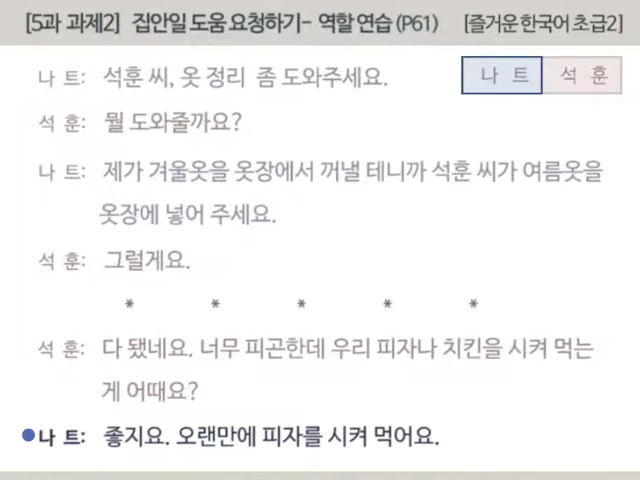 [5과 과제2] 집안일 도움 요청하기- 역할 연습 (P61) [즐거운 한국어 초급2]
나 트 석 훈
나 트: 석훈 씨, 옷 정리 좀 도와주세요.
석 훈: 뭘 도와줄까요?
나 트: 제가 겨울옷을 옷장에서 꺼낼 테니까 석훈 씨가 여름옷을
옷장에 넣어 주세요.
석 훈: 그럴게요.
* * * * *
석 훈: 다 됐네요. 너무 피곤한데 우리 피자나 치킨을 시켜 먹는
게 어때요?
나 트: 좋지요. 오랜만에 피자를 시켜 먹어요.